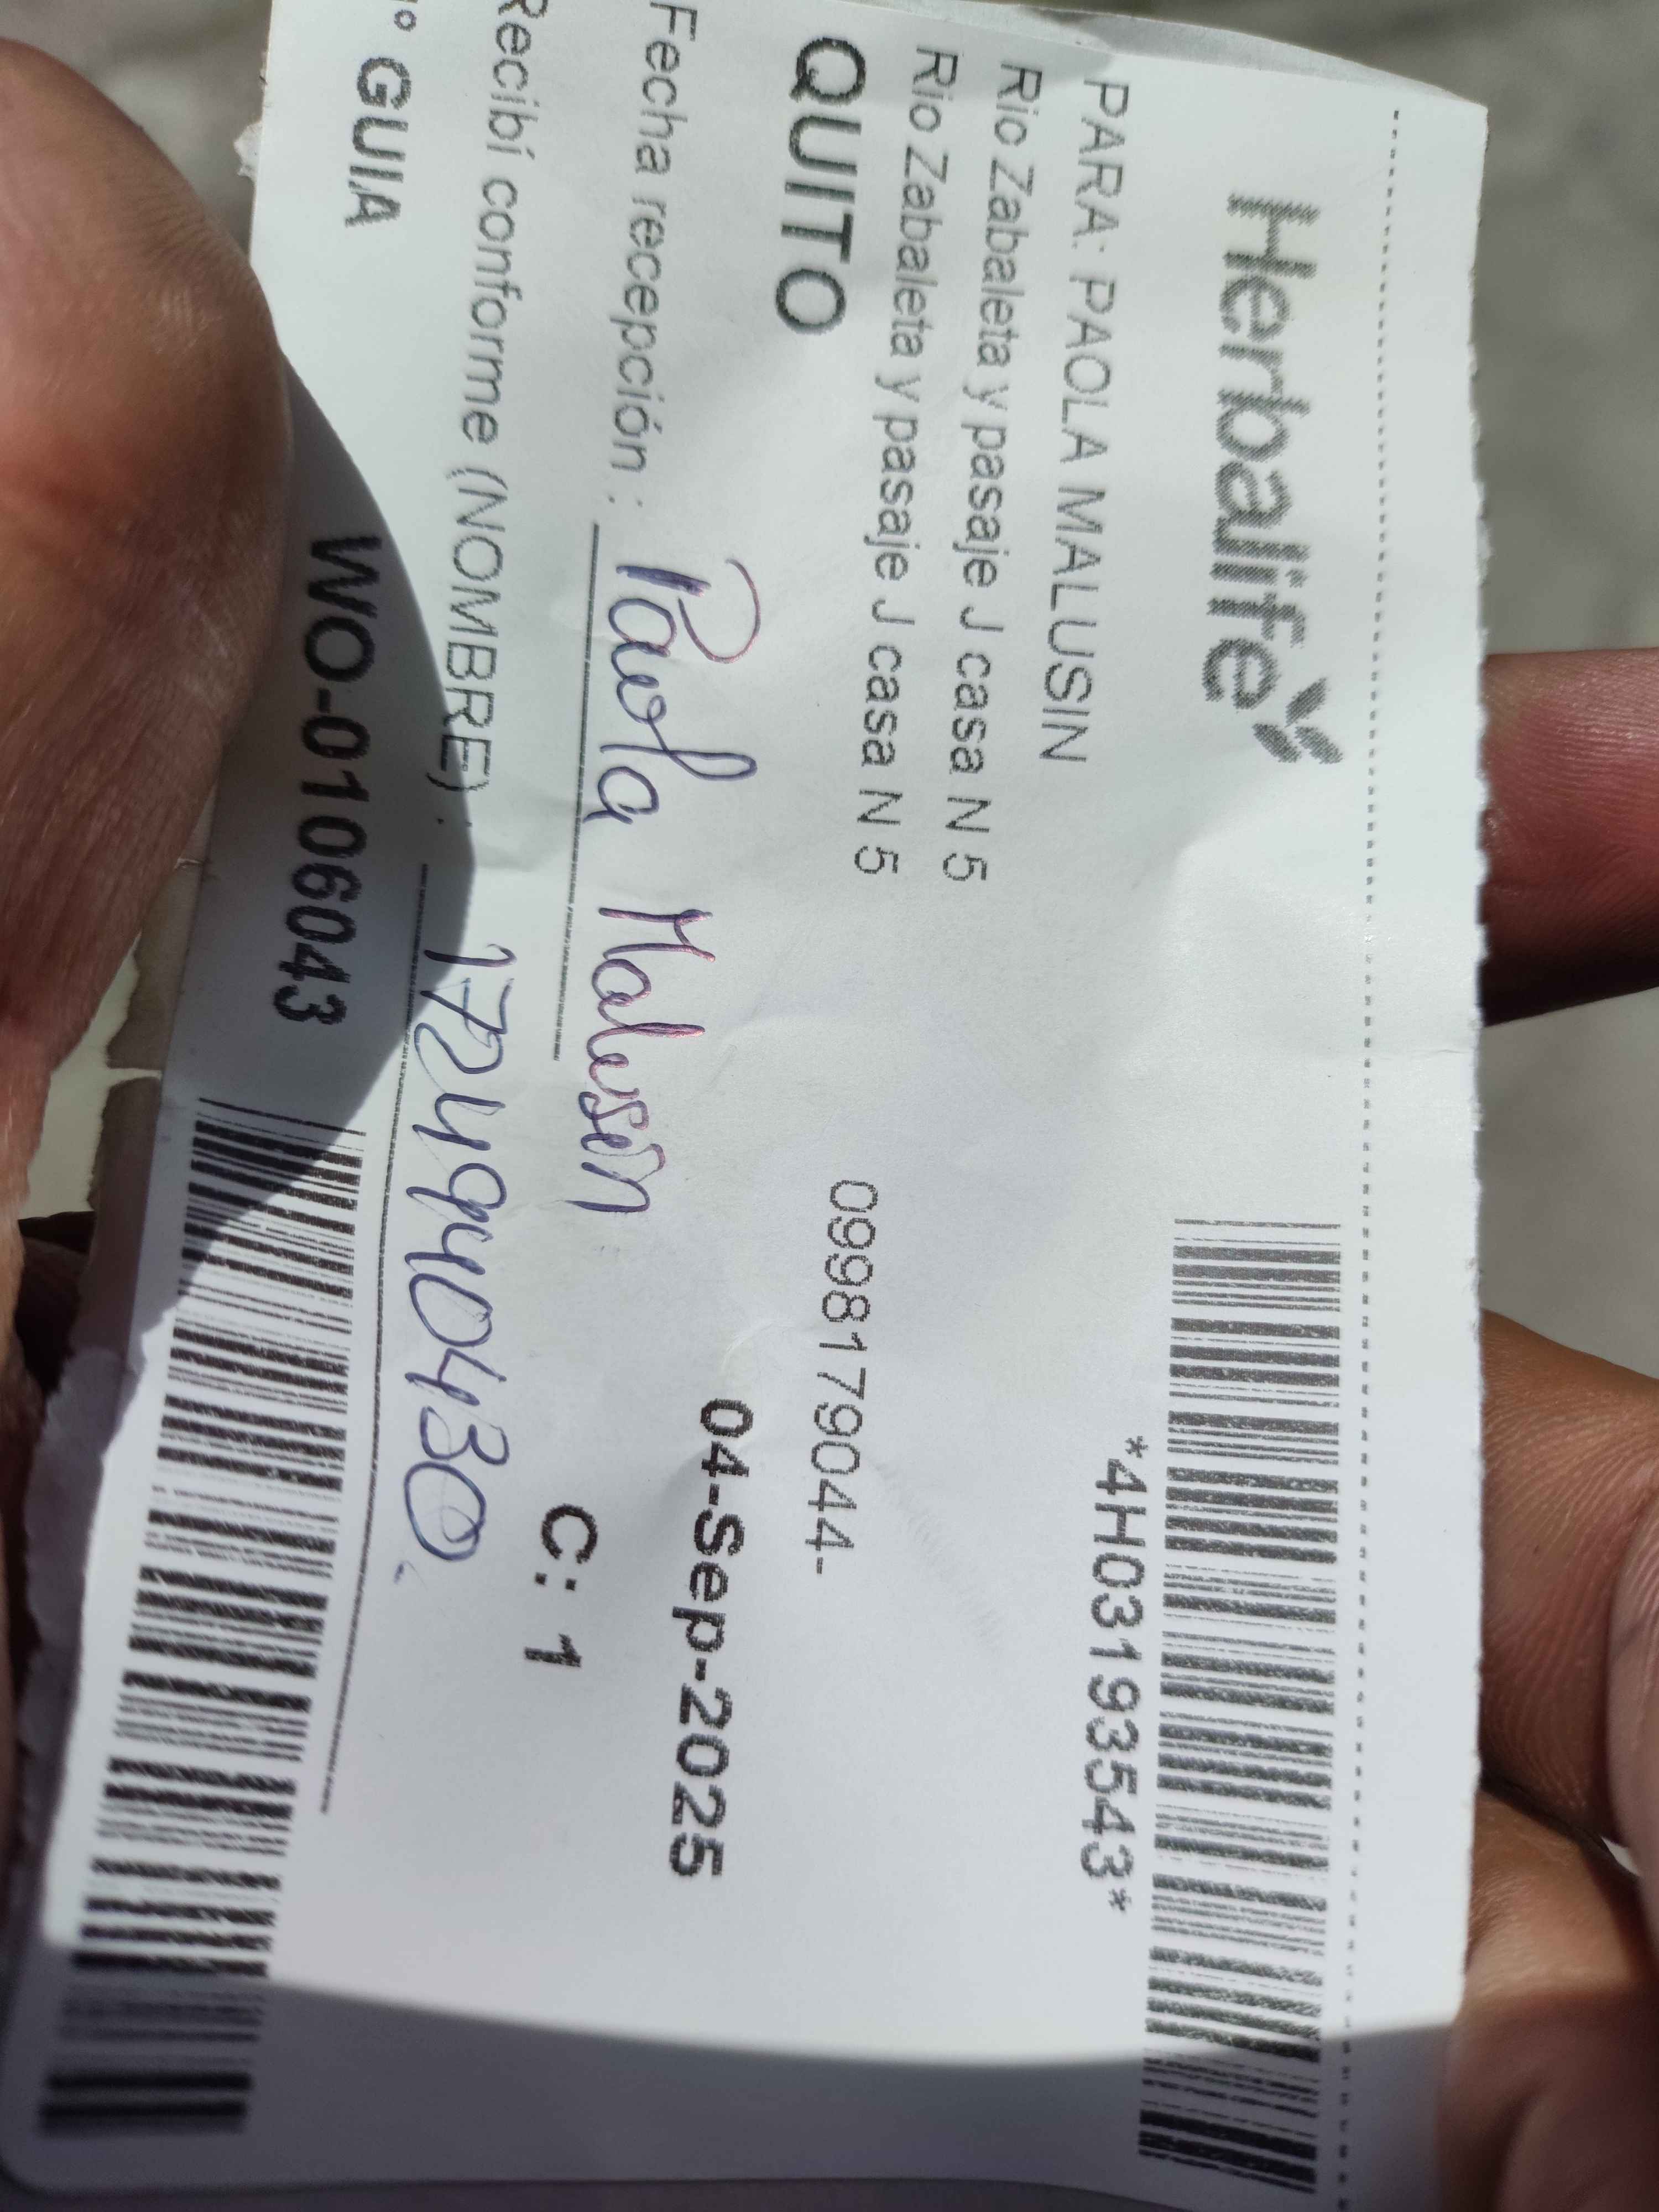 Herbalife
*4H03193543*
PARA: PAOLA MALUSIN
Rio Zabaleta y pasaje J casa N 5
Rio Zabaleta y pasaje J casa N 5
QUITO
0998179044-
04-Sep-2025
Fecha recepción : Paola Malusin
C: 1
Recibí conforme (NOMBRE) : 1724940430
° GUIA
WO-0106043